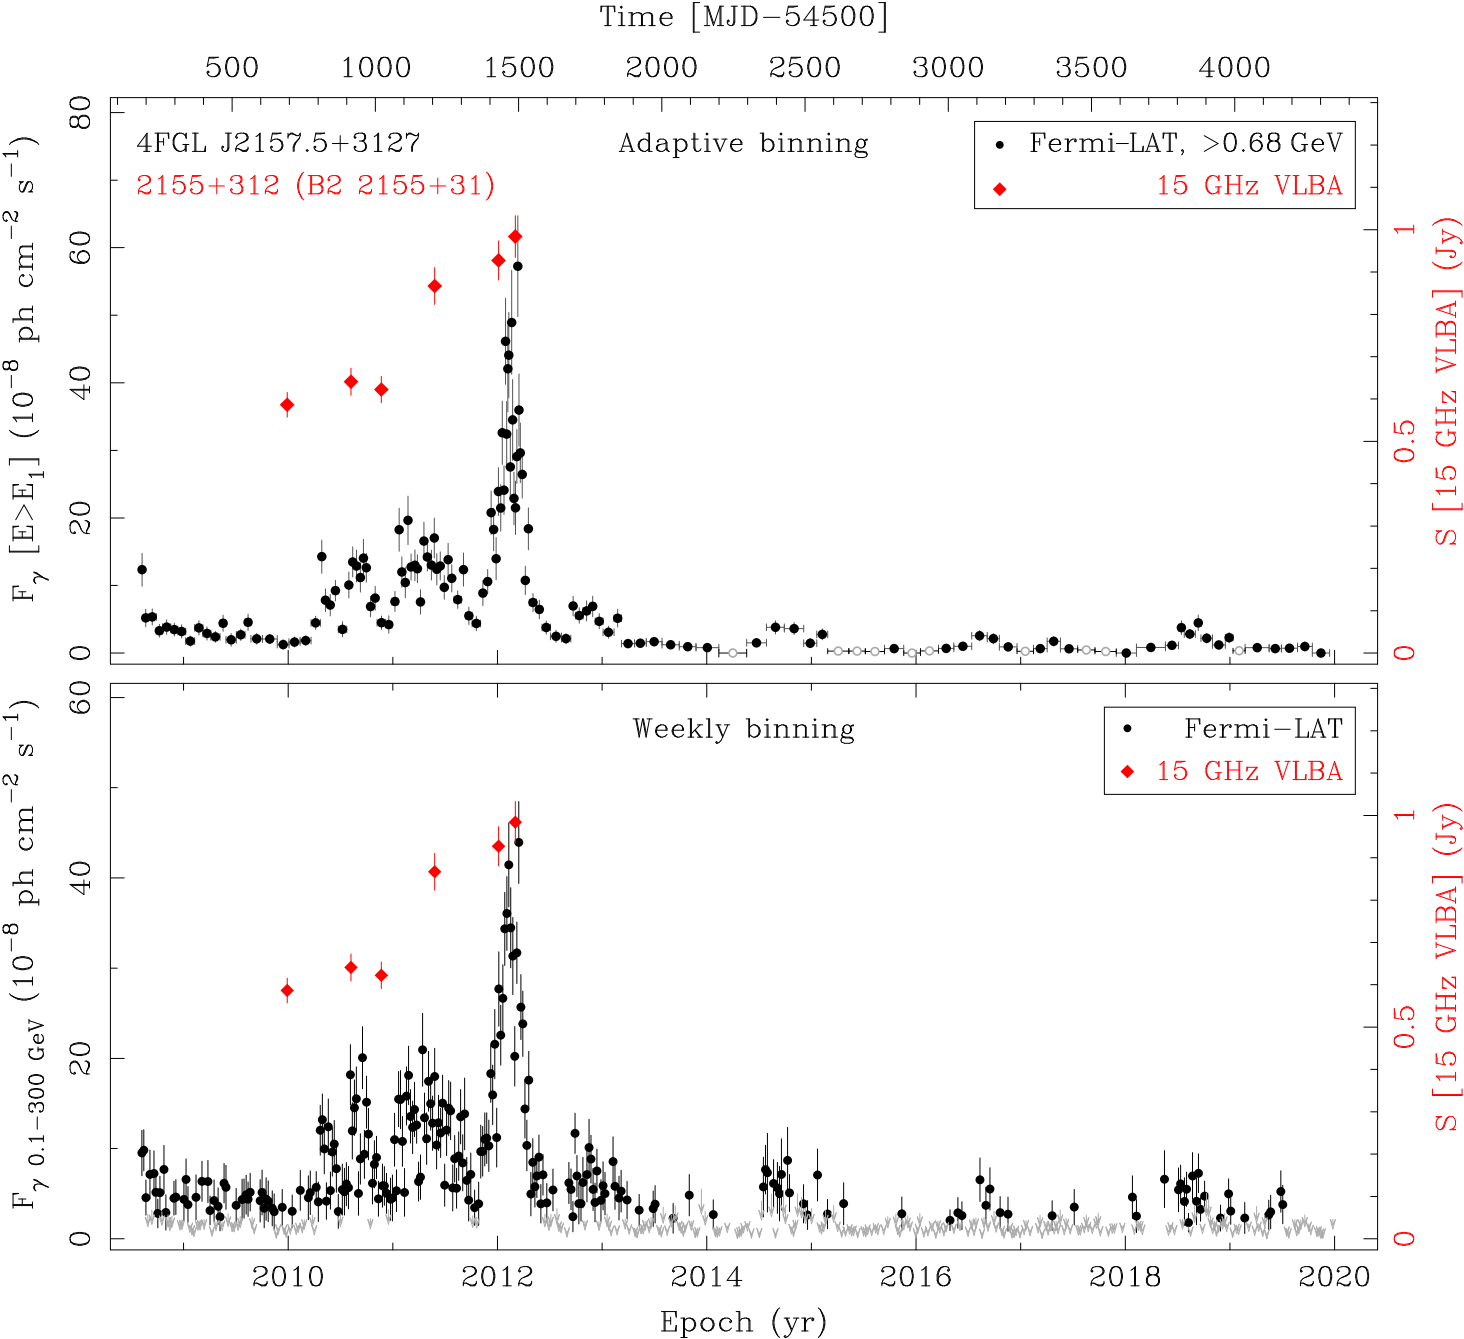 Time [MJD−54500]
500 1000 1500 2000 2500 3000 3500 4000
4FGL J2157.5+3127
2155+312 (B2 2155+31)
Adaptive binning
Fermi−LAT, >0.68 GeV
15 GHz VLBA
F_γ [E>E_1] (10^−8 ph cm^−2 s^−1)
80
60
40
20
0
1
0.5
0
S [15 GHz VLBA] (Jy)
Weekly binning
Fermi−LAT
15 GHz VLBA
F_γ 0.1−300 GeV (10^−8 ph cm^−2 s^−1)
60
40
20
0
1
0.5
0
S [15 GHz VLBA] (Jy)
2010 2012 2014 2016 2018 2020
Epoch (yr)